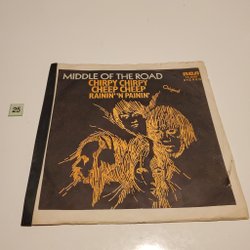 25
MIDDLE OF THE ROAD
CHIRPY CHIRPY
CHEEP CHEEP
RAININ' 'N PAININ'
Original
RCA